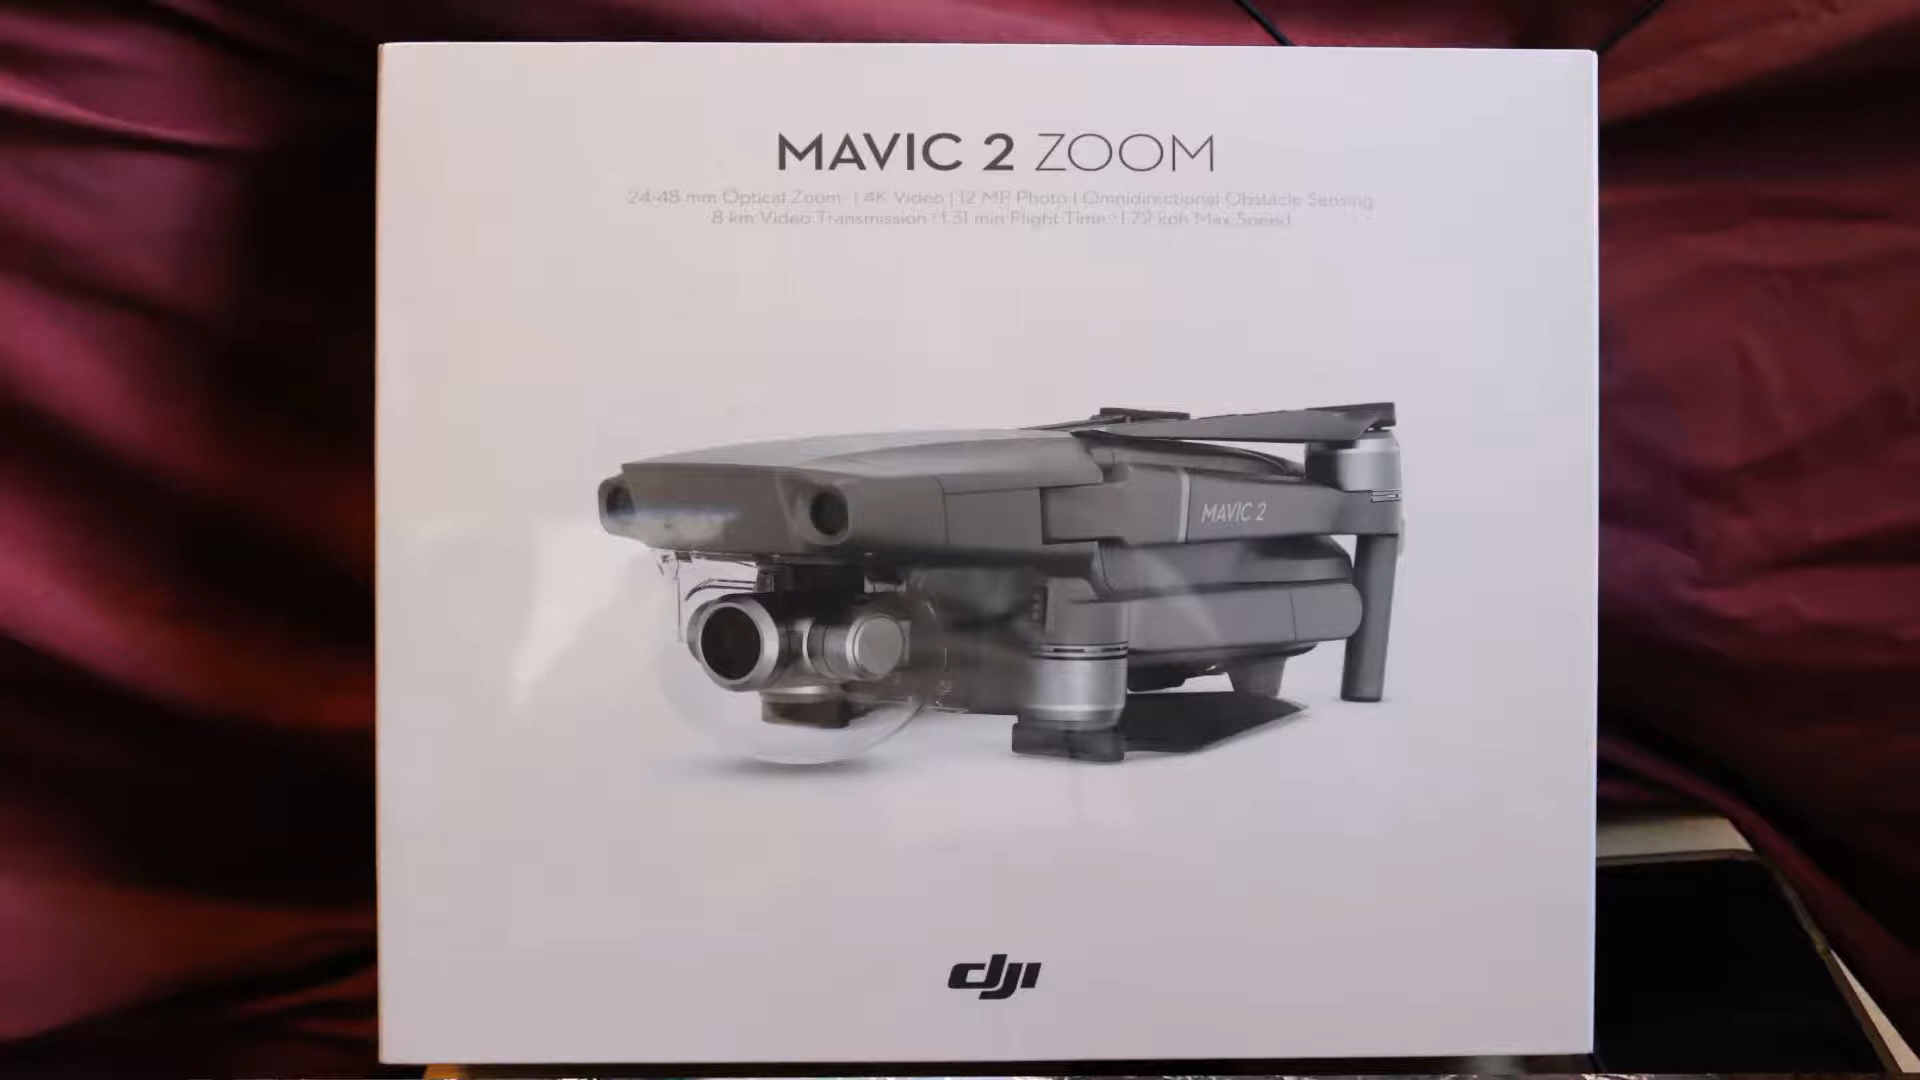 MAVIC 2 ZOOM
24-48 mm Optical Zoom | 4K Video | 12 MP Photo | Omnidirectional Obstacle Sensing
8 km Video Transmission | 31 min Flight Time | 72 kph Max Speed
MAVIC 2
dji